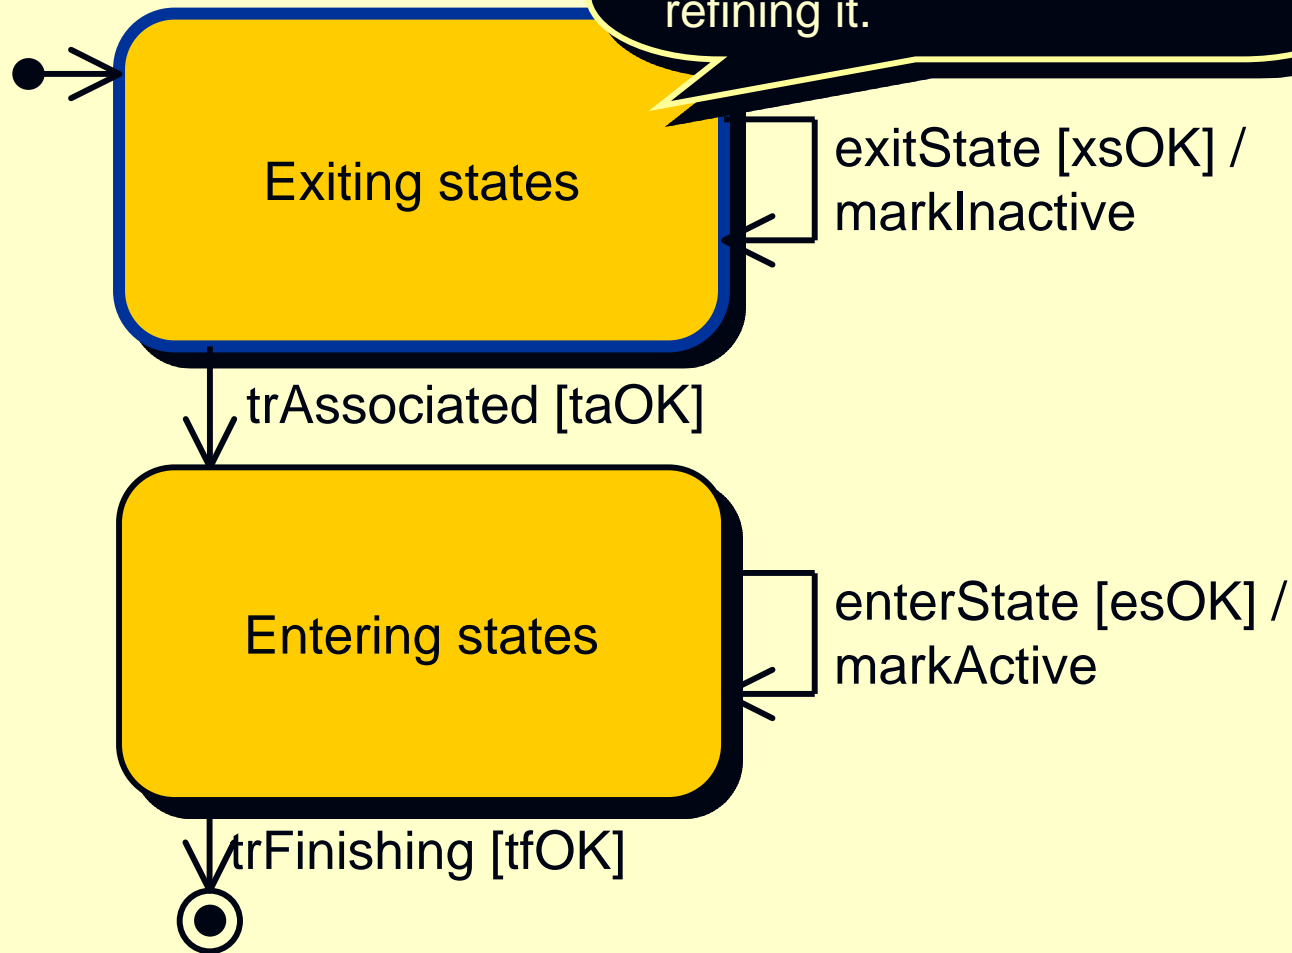 refining it.
exitState [xsOK] /
markInactive
Exiting states
trAssociated [taOK]
enterState [esOK] /
markActive
Entering states
trFinishing [tfOK]